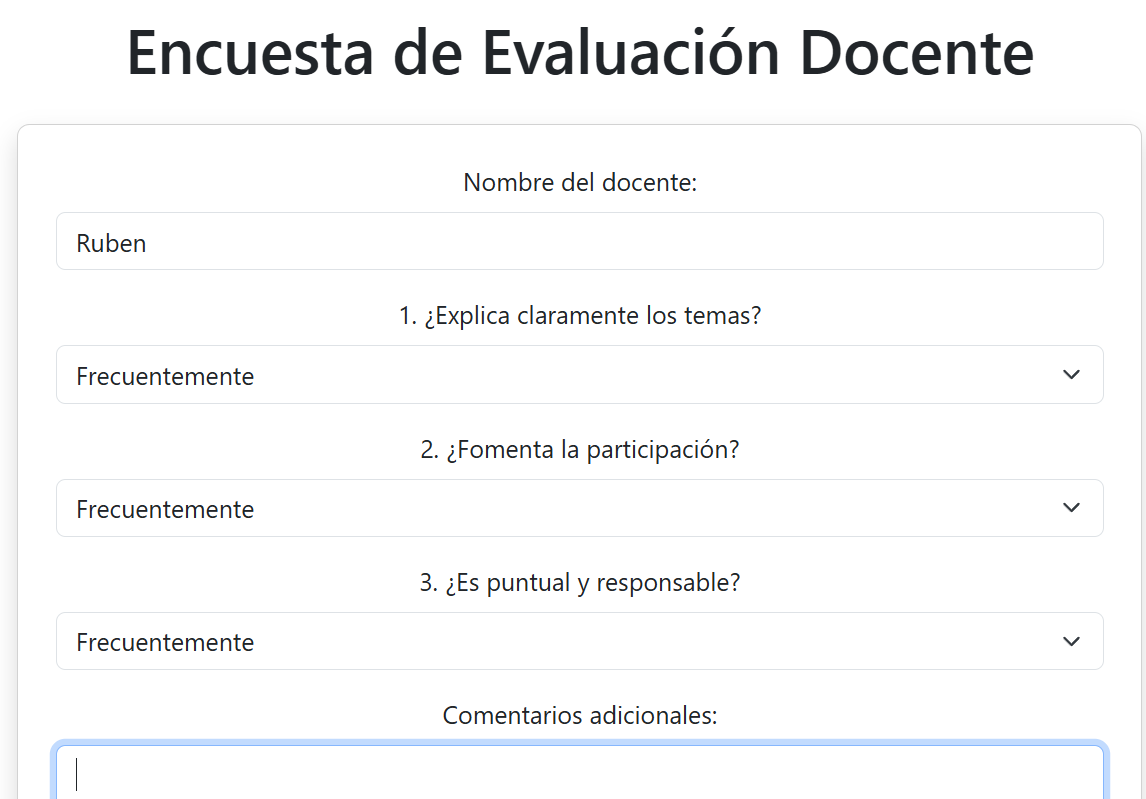 Encuesta de Evaluación Docente
Nombre del docente:
Ruben
1. ¿Explica claramente los temas?
Frecuentemente
2. ¿Fomenta la participación?
Frecuentemente
3. ¿Es puntual y responsable?
Frecuentemente
Comentarios adicionales: